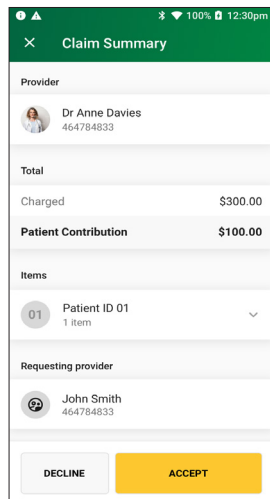 100% 12:30pm
Claim Summary
Provider
Dr Anne Davies
464784833
Total
Charged $300.00
Patient Contribution $100.00
Items
01 Patient ID 01
1 item
Requesting provider
John Smith
464784833
DECLINE ACCEPT